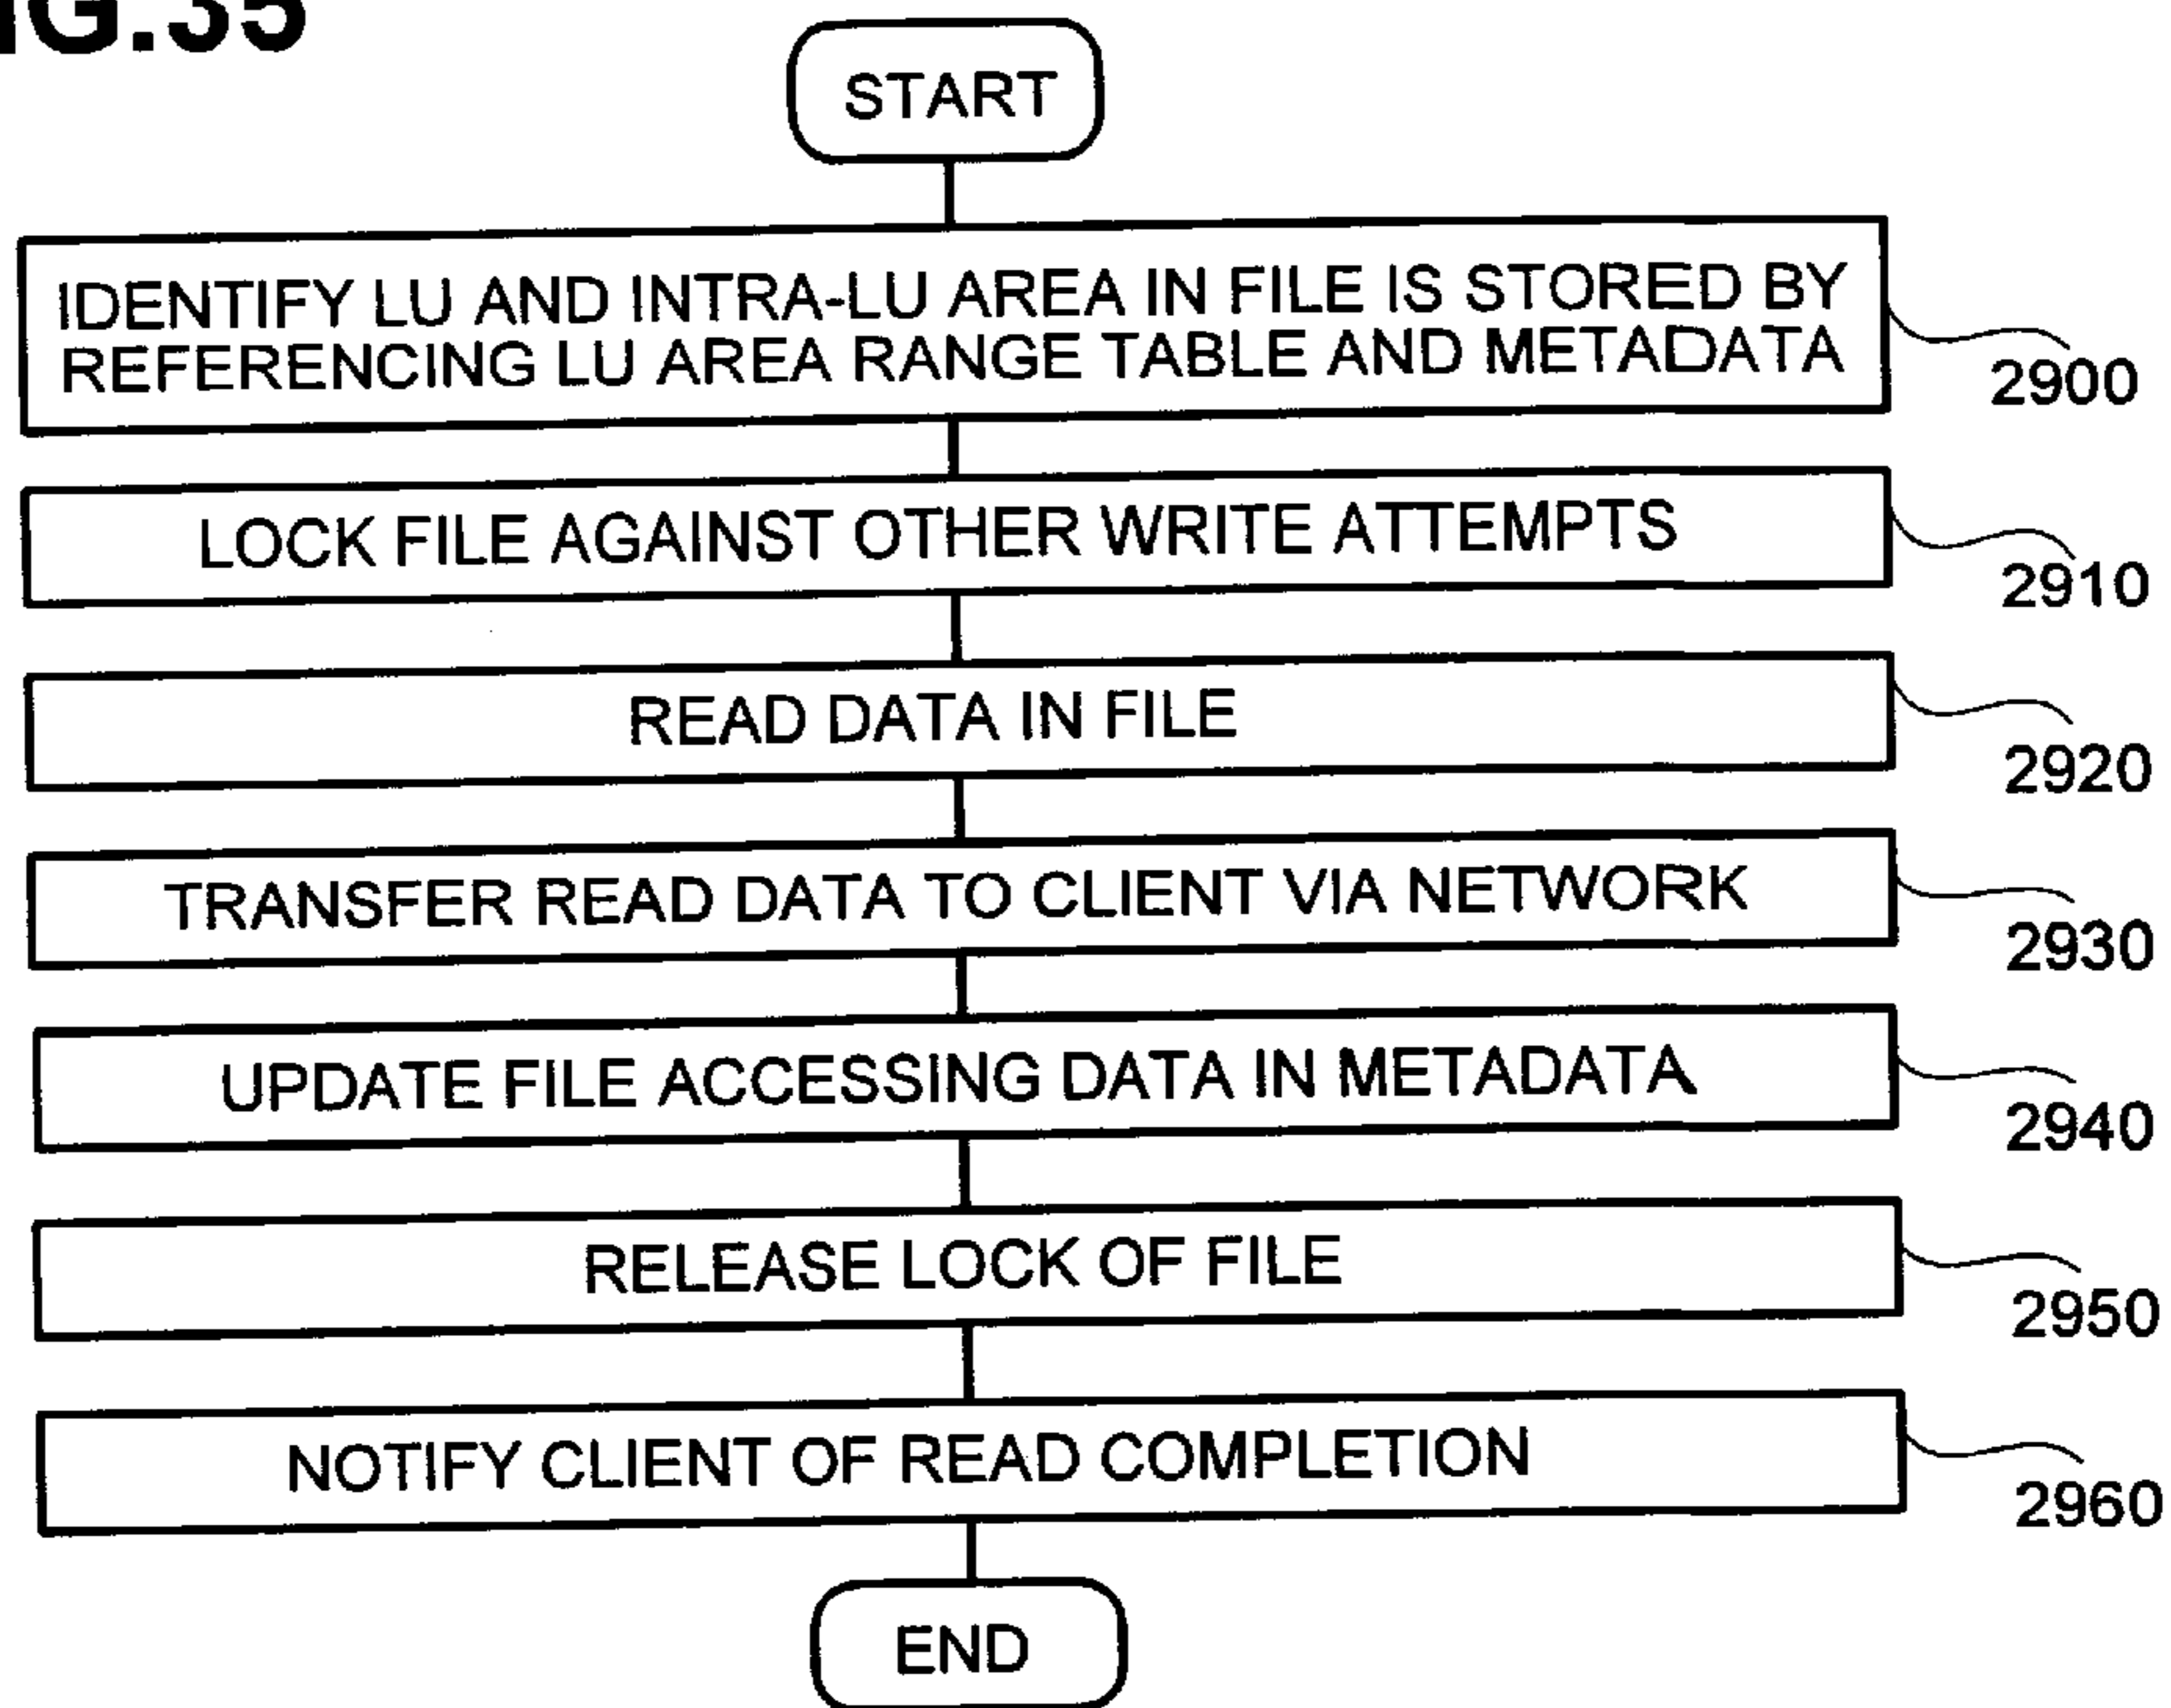 G.35
START
IDENTIFY LU AND INTRA-LU AREA IN FILE IS STORED BY
REFERENCING LU AREA RANGE TABLE AND METADATA
2900
LOCK FILE AGAINST OTHER WRITE ATTEMPTS
2910
READ DATA IN FILE
2920
TRANSFER READ DATA TO CLIENT VIA NETWORK
2930
UPDATE FILE ACCESSING DATA IN METADATA
2940
RELEASE LOCK OF FILE
2950
NOTIFY CLIENT OF READ COMPLETION
2960
END